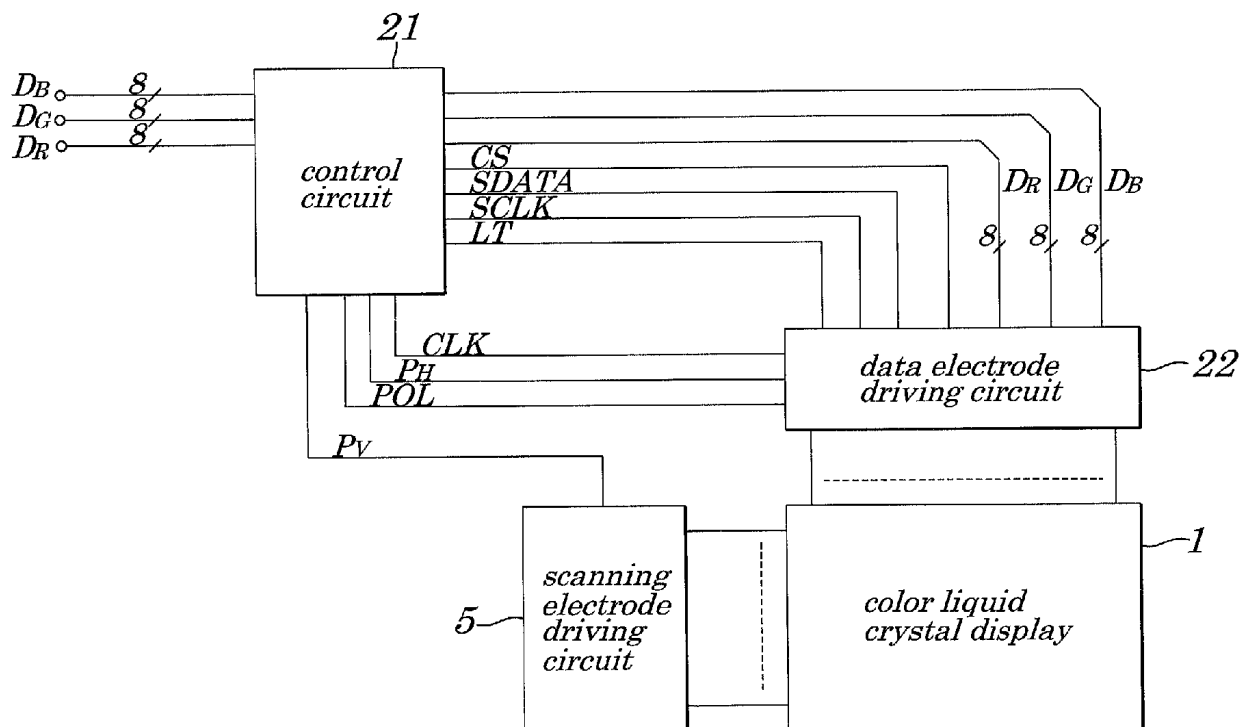 21
DB 8
DG 8
DR 8
control
circuit
CS
SDATA
SCLK
LT
DR DG DB
8 8 8
CLK
PH
POL
PV
data electrode
driving circuit
22
scanning
electrode
driving
circuit
5
color liquid
crystal display
1